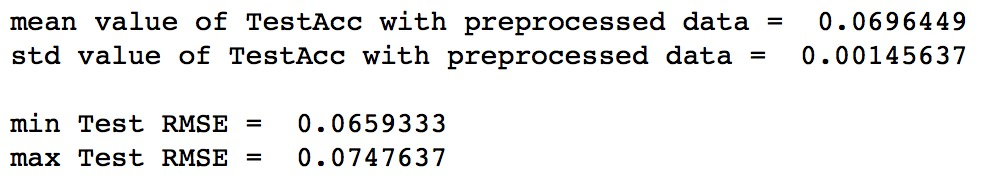 mean value of TestAcc with preprocessed data =  0.0696449
std value of TestAcc with preprocessed data =  0.00145637
min Test RMSE =  0.0659333
max Test RMSE =  0.0747637